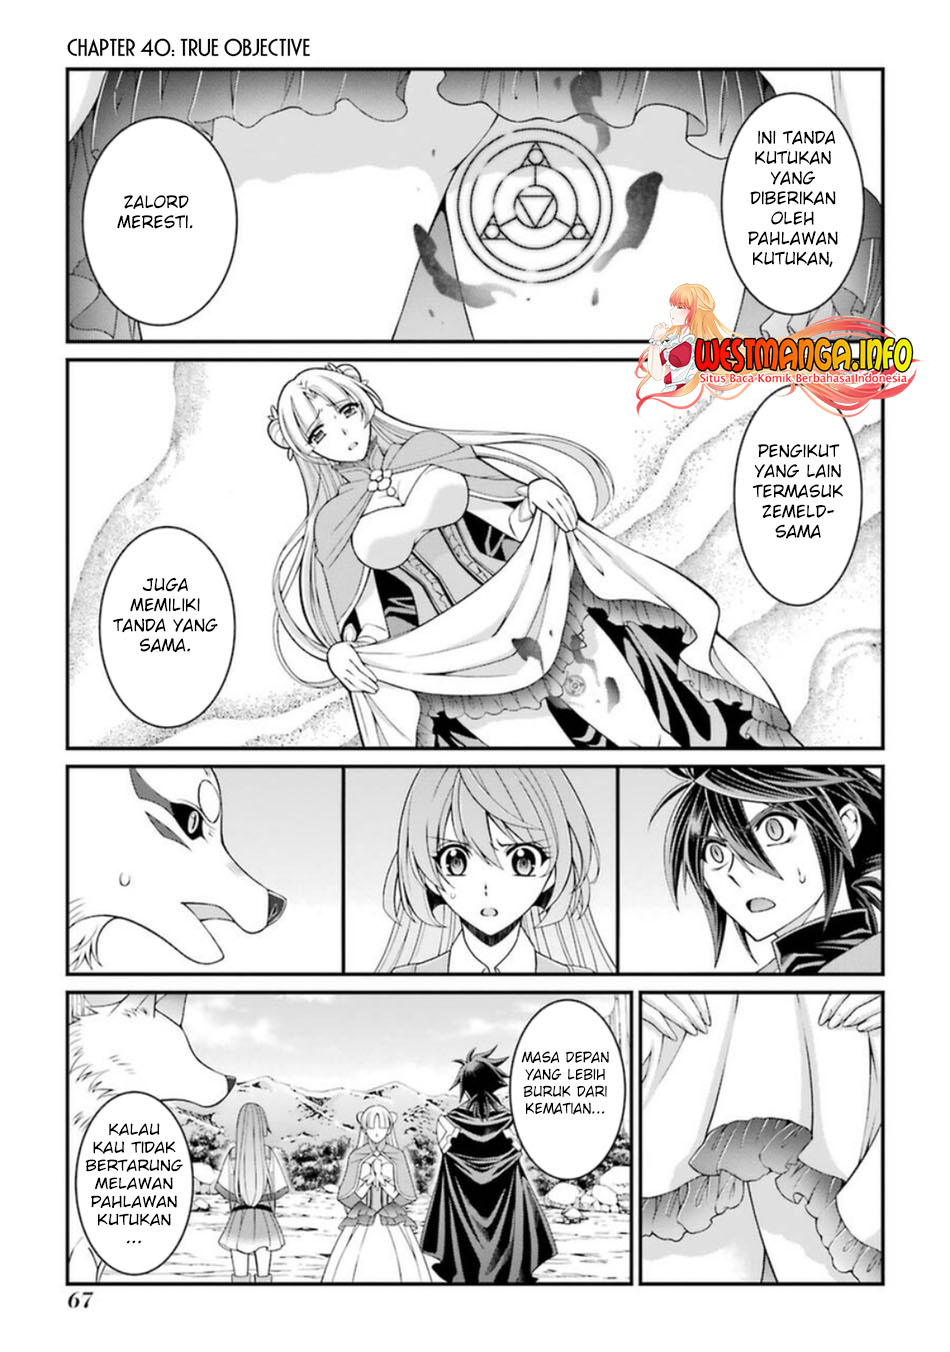 CHAPTER 40: TRUE OBJECTIVE
INI TANDA
KUTUKAN
YANG
DIBERIKAN
OLEH
PAHLAWAN
KUTUKAN,
ZALORD
MERESTI.
WESTMANGA.INFO
Situs Baca Komik Berbahasa Indonesia
PENGIKUT
YANG LAIN
TERMASUK
ZEMELD-
SAMA
JUGA
MEMILIKI
TANDA YANG
SAMA.
MASA DEPAN
YANG LEBIH
BURUK DARI
KEMATIAN...
KALAU
KAU TIDAK
BERTARUNG
MELAWAN
PAHLAWAN
KUTUKAN
...
67